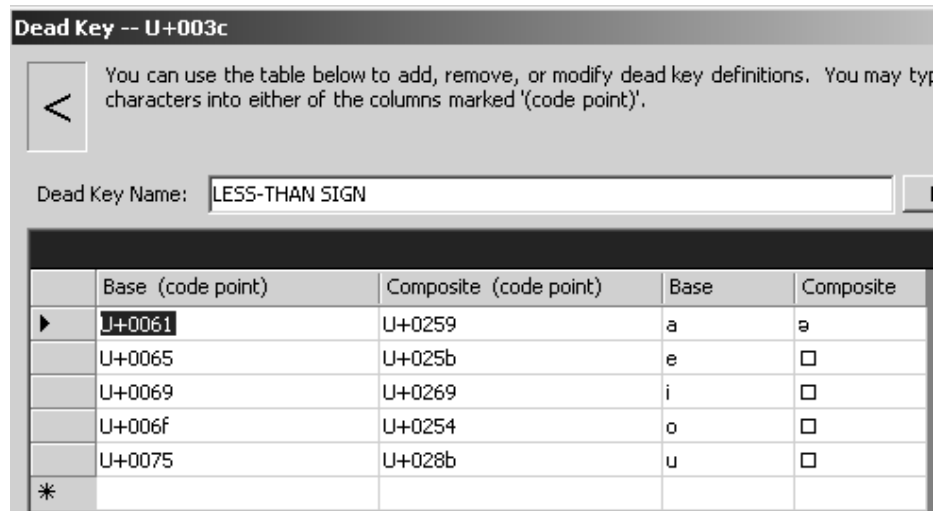 Dead Key -- U+003c
<
You can use the table below to add, remove, or modify dead key definitions. You may typ
characters into either of the columns marked '(code point)'.
Dead Key Name: LESS-THAN SIGN
Base (code point) Composite (code point) Base Composite
U+0061 U+0259 a ə
U+0065 U+025b e □
U+0069 U+0269 i □
U+006f U+0254 o □
U+0075 U+028b u □
*